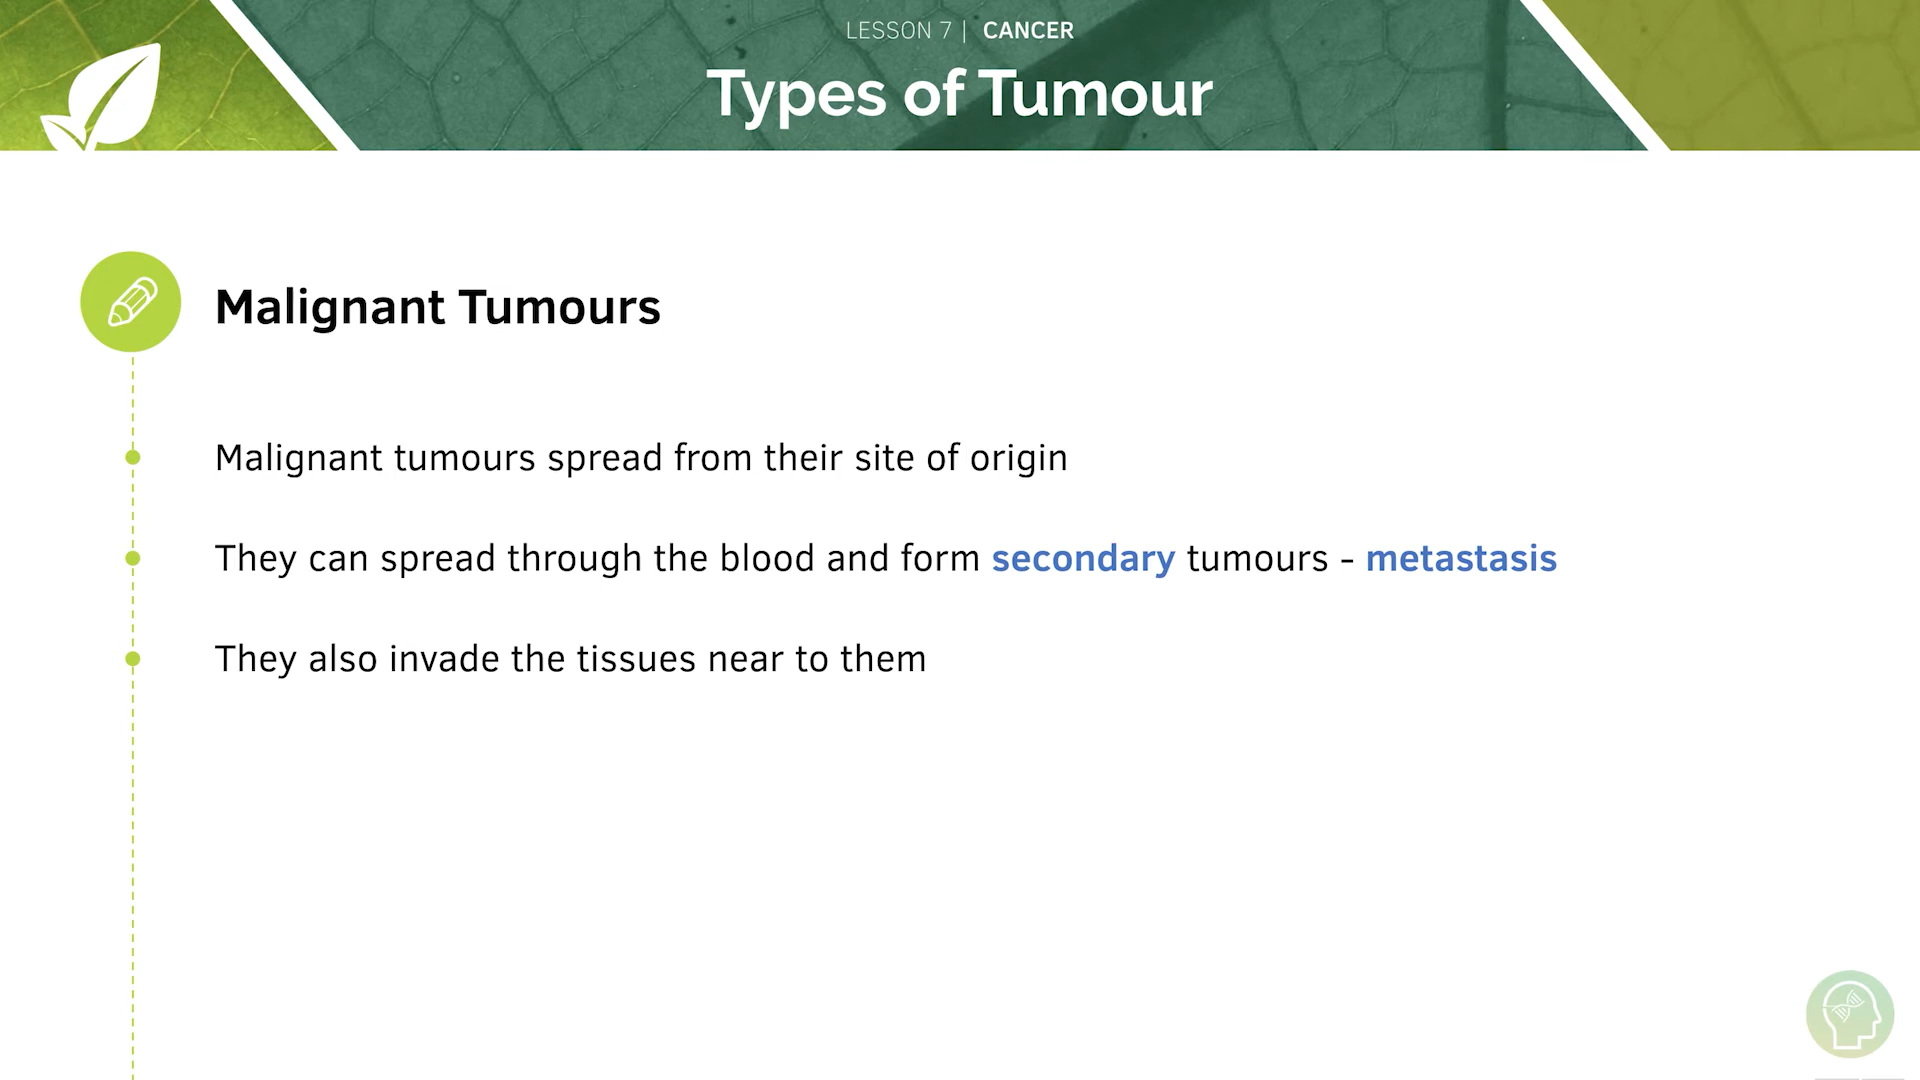 LESSON 7 | CANCER
Types of Tumour
Malignant Tumours
Malignant tumours spread from their site of origin
They can spread through the blood and form secondary tumours - metastasis
They also invade the tissues near to them